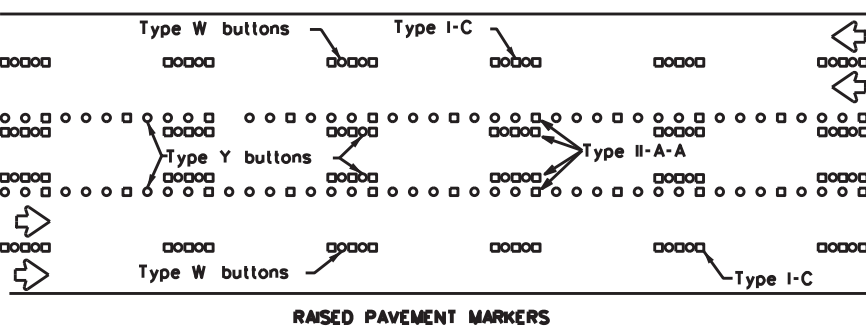 Type W buttons
Type I-C
Type Y buttons
Type II-A-A
Type W buttons
Type I-C
RAISED PAVEMENT MARKERS